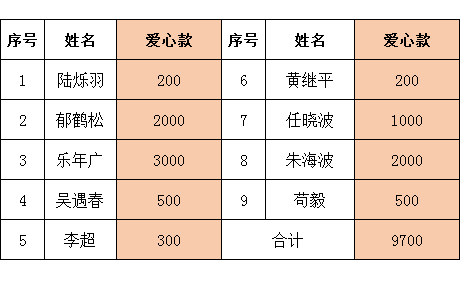 序号 姓名 爱心款 序号 姓名 爱心款
1 陆烁羽 200 6 黄继平 200
2 郁鹤松 2000 7 任晓波 1000
3 乐年广 3000 8 朱海波 2000
4 吴遇春 500 9 苟毅 500
5 李超 300 合计 9700